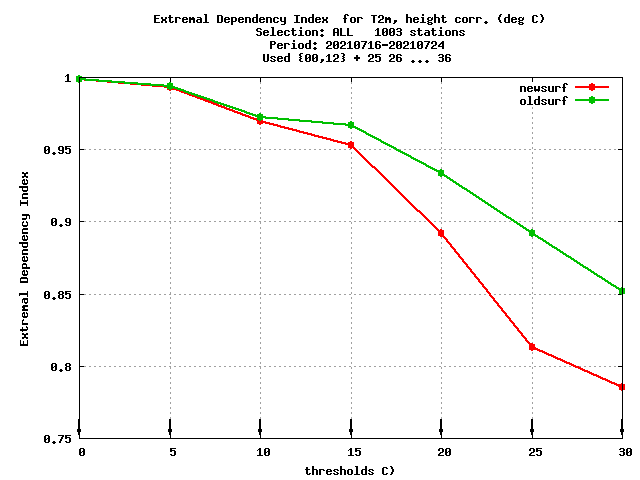 Extremal Dependency Index  for T2m, height corr. (deg C)
Selection: ALL   1003 stations
Period: 20210716-20210724
Used {00,12} + 25 26 ... 36
newsurf
oldsurf
1
0.95
0.9
0.85
0.8
0.75
Extremal Dependency Index
0 5 10 15 20 25 30
thresholds C)